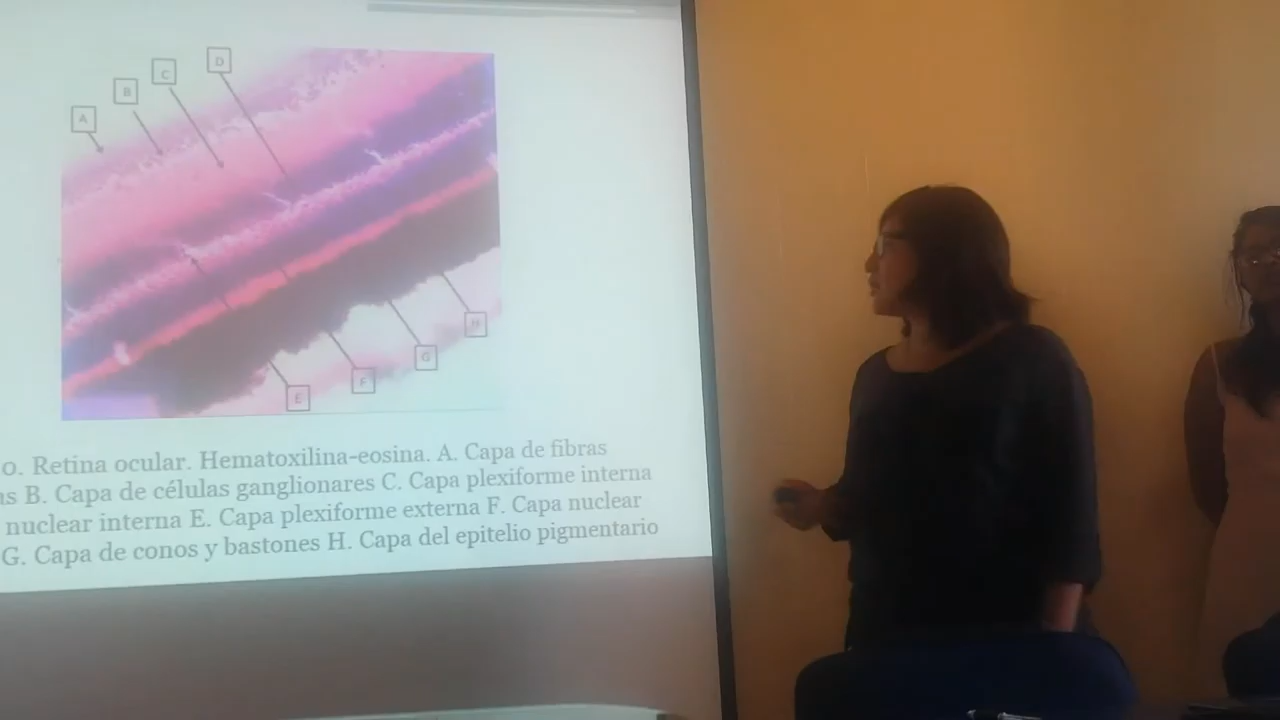 D
C
B
A
H
G
F
E
o. Retina ocular. Hematoxilina-eosina. A. Capa de fibras
as B. Capa de células ganglionares C. Capa plexiforme interna
nuclear interna E. Capa plexiforme externa F. Capa nuclear
G. Capa de conos y bastones H. Capa del epitelio pigmentario